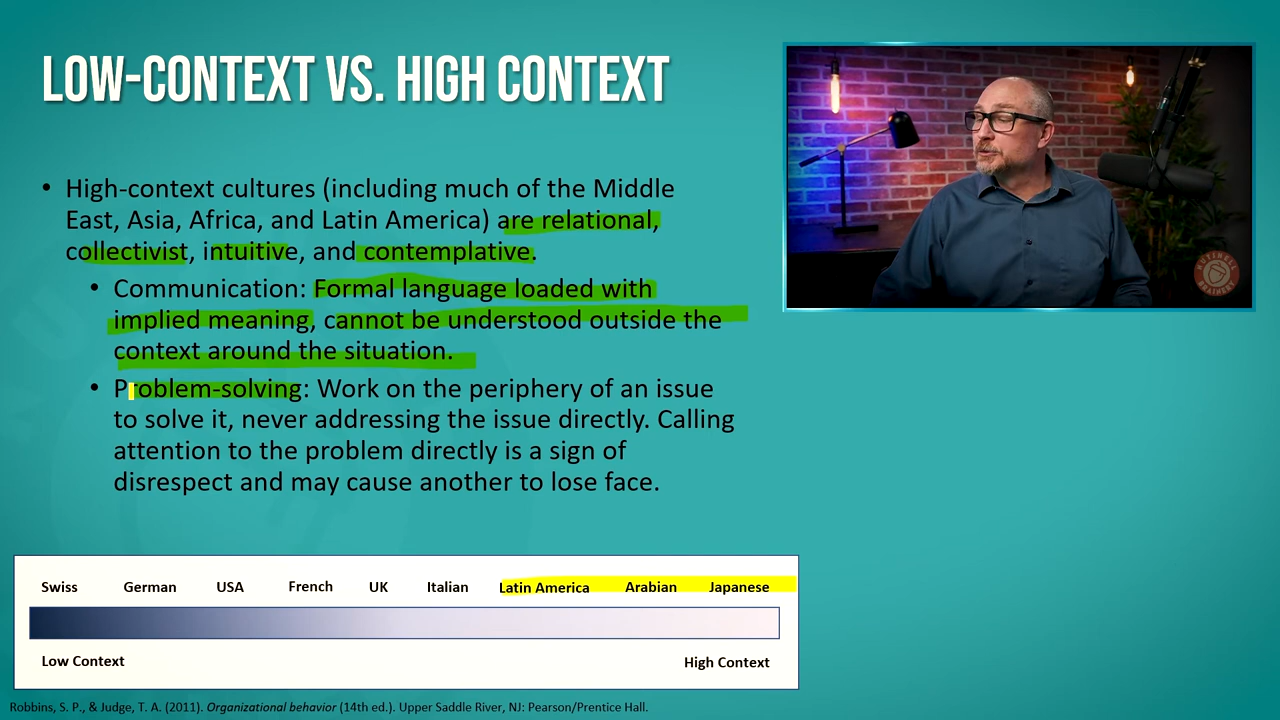 LOW-CONTEXT VS. HIGH CONTEXT
• High-context cultures (including much of the Middle
East, Asia, Africa, and Latin America) are relational,
collectivist, intuitive, and contemplative.
• Communication: Formal language loaded with
implied meaning, cannot be understood outside the
context around the situation.
• Problem-solving: Work on the periphery of an issue
to solve it, never addressing the issue directly. Calling
attention to the problem directly is a sign of
disrespect and may cause another to lose face.
NUTSHELL
BRAINERY
Swiss German USA French UK Italian Latin America Arabian Japanese
Low Context High Context
Robbins, S. P., & Judge, T. A. (2011). Organizational behavior (14th ed.). Upper Saddle River, NJ: Pearson/Prentice Hall.